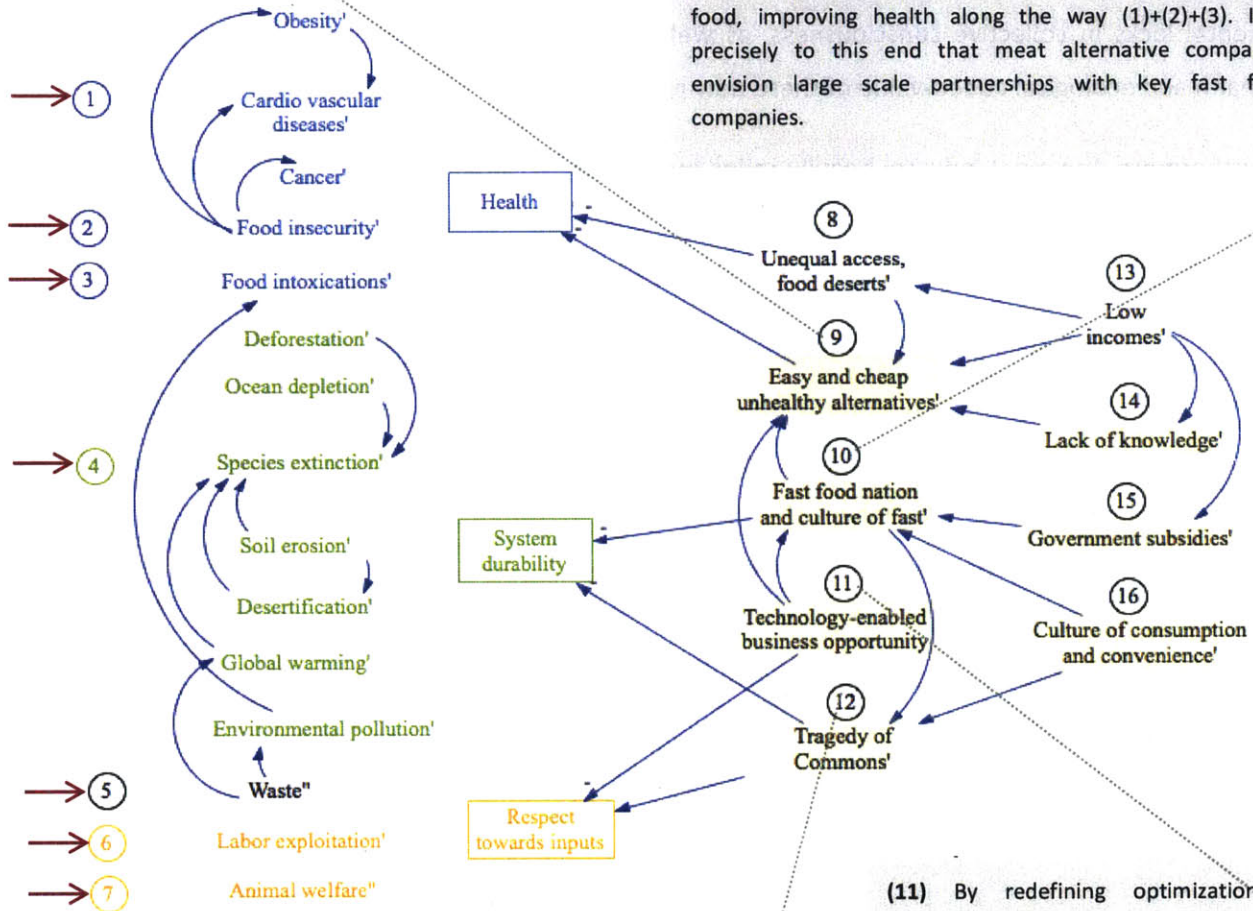 food, improving health along the way (1)+(2)+(3).
precisely to this end that meat alternative
envision large scale partnerships with key fast
companies.
Obesity'
1
Cardio vascular
diseases'
Cancer'
2
Food insecurity'
3
Food intoxications'
Deforestation'
Ocean depletion'
4
Species extinction'
Soil erosion'
Desertification'
Global warming'
Environmental pollution'
5
Waste"
6
Labor exploitation'
7
Animal welfare"
Health
-
-
System
durability
-
-
Respect
towards inputs
-
8
Unequal access,
food deserts'
9
Easy and cheap
unhealthy alternatives'
10
Fast food nation
and culture of fast'
11
Technology-enabled
business opportunity
12
Tragedy of
Commons'
13
Low
incomes'
14
Lack of knowledge'
15
Government subsidies'
16
Culture of consumption
and convenience'
(11) By redefining optimization